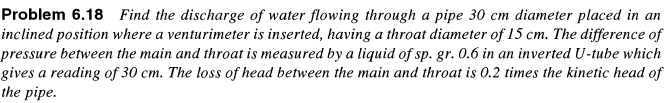 Problem 6.18 Find the discharge of water flowing through a pipe 30 cm diameter placed in an
inclined position where a venturimeter is inserted, having a throat diameter of 15 cm. The difference of
pressure between the main and throat is measured by a liquid of sp. gr. 0.6 in an inverted U-tube which
gives a reading of 30 cm. The loss of head between the main and throat is 0.2 times the kinetic head of
the pipe.